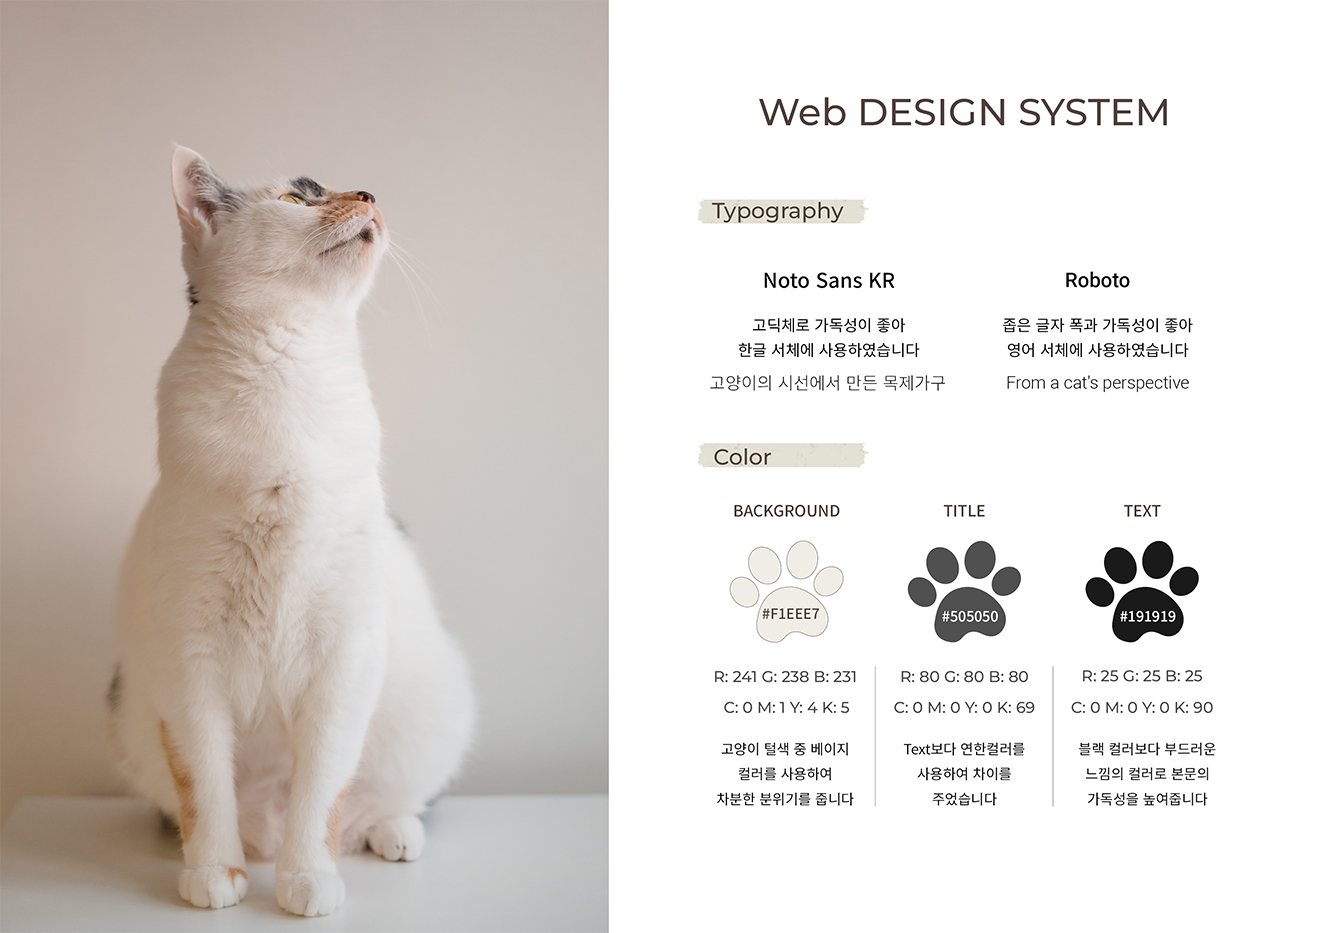 Web DESIGN SYSTEM
Typography
Noto Sans KR
고딕체로 가독성이 좋아
한글 서체에 사용하였습니다
고양이의 시선에서 만든 목제가구
Roboto
좁은 글자 폭과 가독성이 좋아
영어 서체에 사용하였습니다
From a cat's perspective
Color
BACKGROUND
#F1EEE7
R: 241 G: 238 B: 231
C: 0 M: 1 Y: 4 K: 5
고양이 털색 중 베이지
컬러를 사용하여
차분한 분위기를 줍니다
TITLE
#505050
R: 80 G: 80 B: 80
C: 0 M: 0 Y: 0 K: 69
Text보다 연한컬러를
사용하여 차이를
주었습니다
TEXT
#191919
R: 25 G: 25 B: 25
C: 0 M: 0 Y: 0 K: 90
블랙 컬러보다 부드러운
느낌의 컬러로 본문의
가독성을 높여줍니다